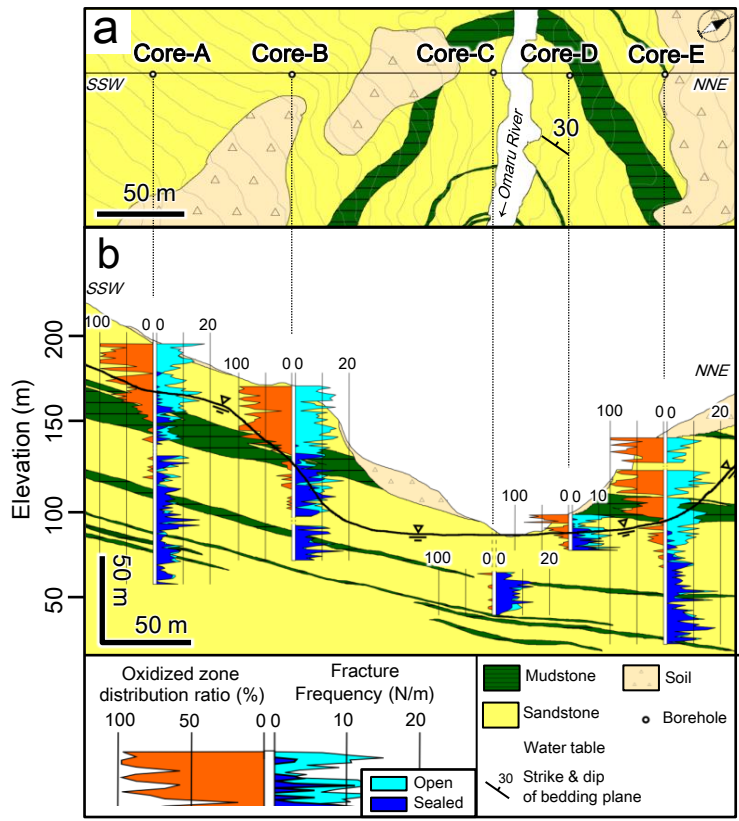 a
Core-A Core-B Core-C Core-D Core-E
SSW
NNE
← Omaru River
30
50 m
b
SSW
NNE
Elevation (m)
200
150
100
50
100 0 0 20
100 0 0 20
100 0 0 20
100 0 0 10
100 0 0 20
50 m
50 m
Oxidized zone
distribution ratio (%)
Fracture
Frequency (N/m)
100 50 0 0 10 20
Open
Sealed
Mudstone
Soil
Sandstone
Borehole
Water table
30
Strike & dip
of bedding plane